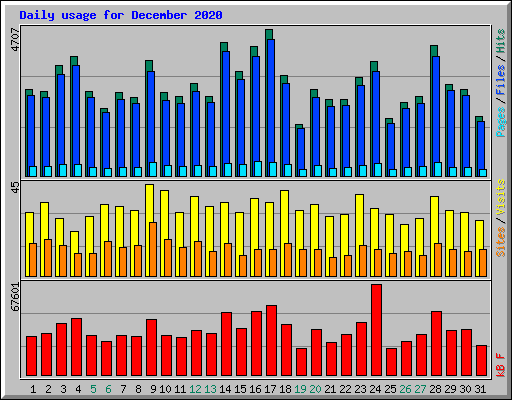 Daily usage for December 2020
4707
Pages / Files / Hits
45
Sites / Visits
67601
kB F
1 2 3 4 5 6 7 8 9 10 11 12 13 14 15 16 17 18 19 20 21 22 23 24 25 26 27 28 29 30 31